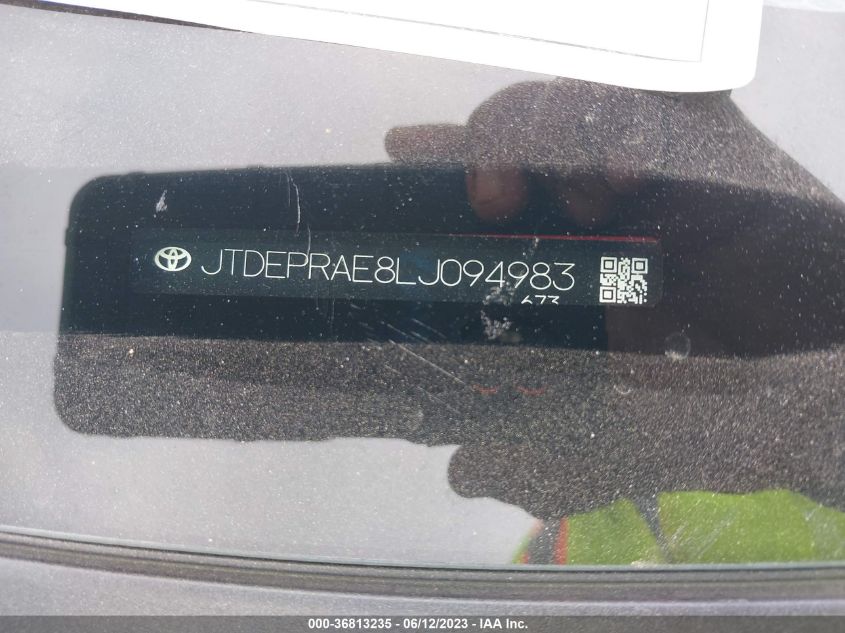 JTDEPRAE8LJ094983
673
000-36813235 - 06/12/2023 - IAA Inc.